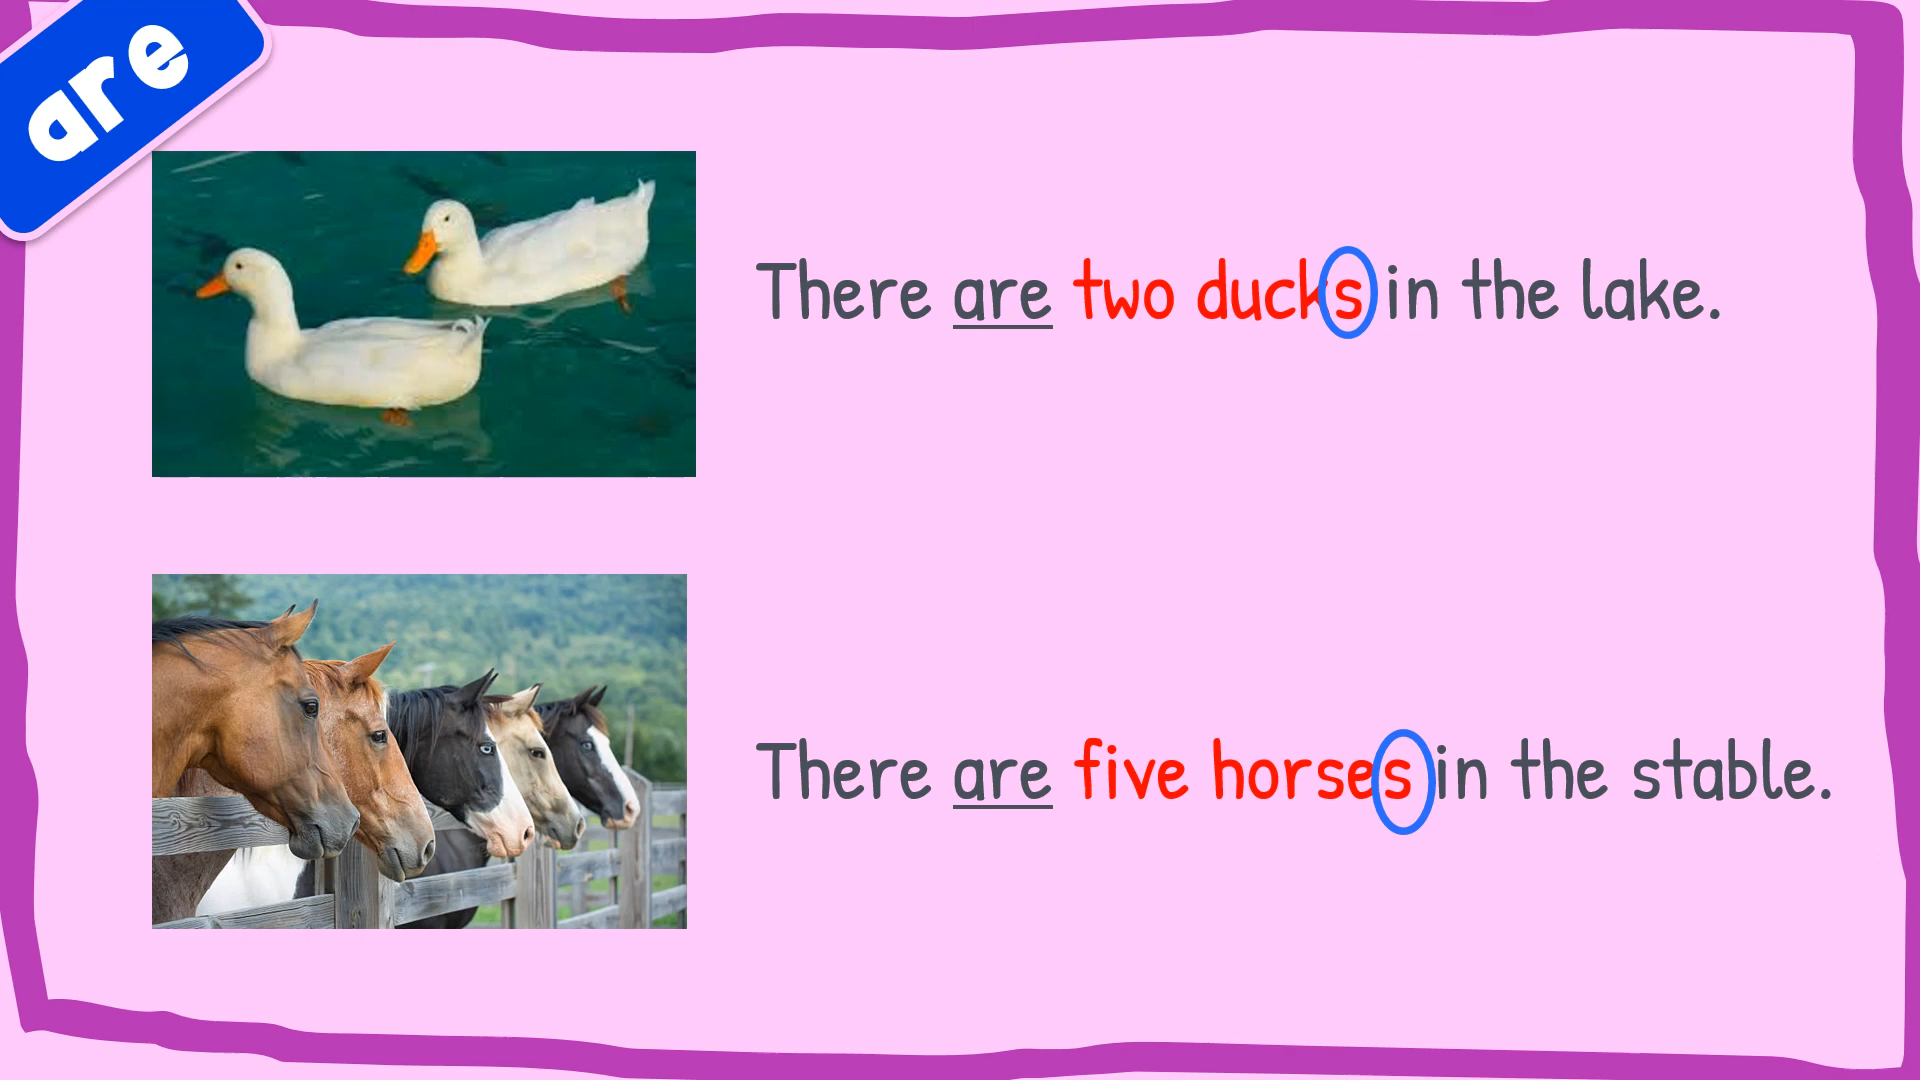 are
There are two ducks in the lake.
There are five horses in the stable.